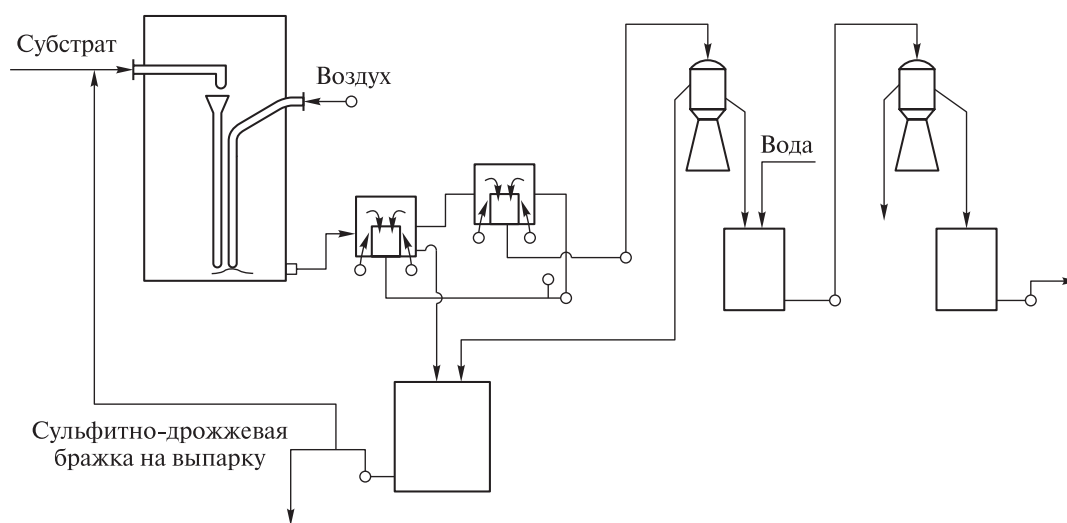 Субстрат
Воздух
Вода
Сульфитно-дрожжевая
бражка на выпарку